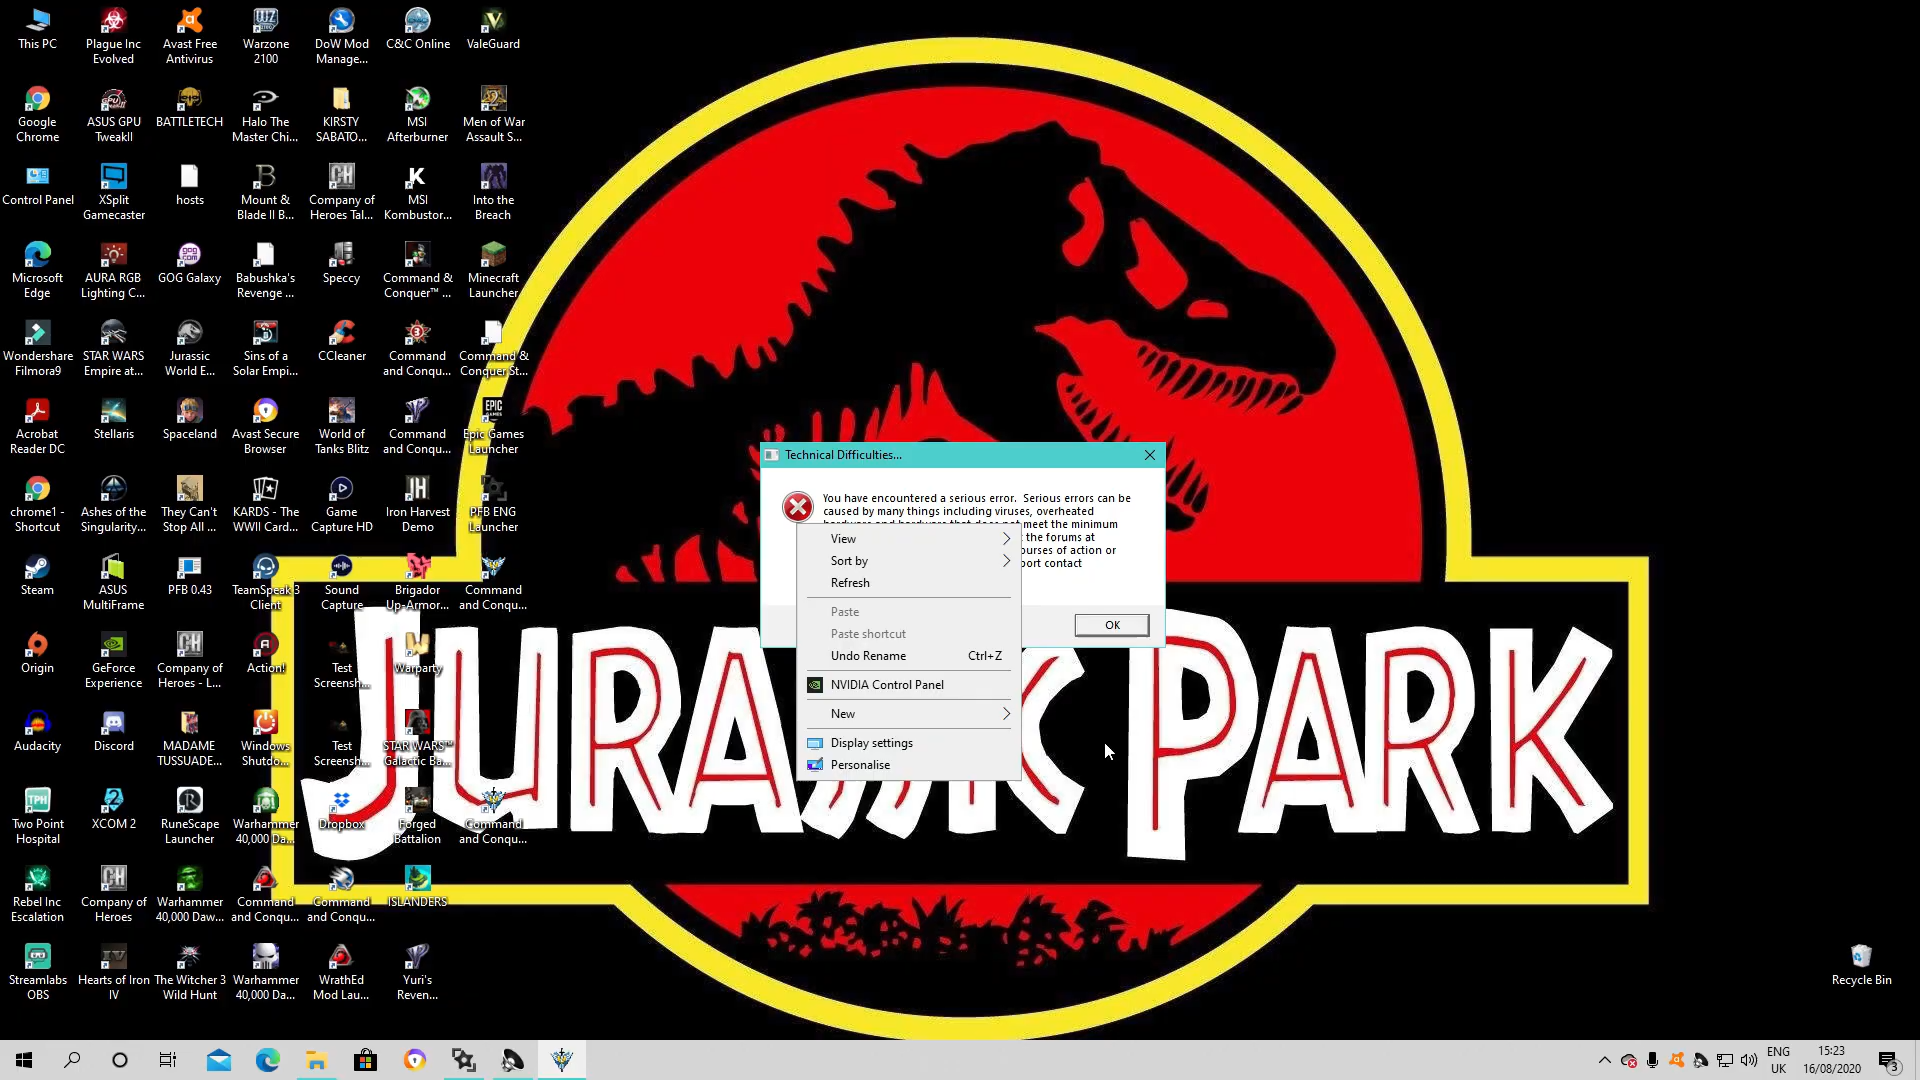 This PC
Plague Inc
Evolved
Avast Free
Antivirus
Warzone
2100
DoW Mod
Manage...
C&C Online
ValeGuard
Google
Chrome
ASUS GPU
TweakII
BATTLETECH
Halo The
Master Chi...
KIRSTY
SABATO...
MSI
Afterburner
Men of War
Assault S...
Control Panel
XSplit
Gamecaster
hosts
Mount &
Blade II B...
Company of
Heroes Tal...
MSI
Kombustor...
Into the
Breach
Microsoft
Edge
AURA RGB
Lighting C...
GOG Galaxy
Babushka's
Revenge ...
Speccy
Command &
Conquer™ ...
Minecraft
Launcher
Wondershare
Filmora9
STAR WARS
Empire at...
Jurassic
World E...
Sins of a
Solar Empi...
CCleaner
Command
and Conqu...
Command &
Conquer St...
Acrobat
Reader DC
Stellaris
Spaceland
Avast Secure
Browser
World of
Tanks Blitz
Command
and Conqu...
Epic Games
Launcher
chrome1 -
Shortcut
Ashes of the
Singularity...
They Can't
Stop All ...
KARDS - The
WWII Card...
Game
Capture HD
Iron Harvest
Demo
PFB ENG
Launcher
Steam
ASUS
MultiFrame
PFB 0.43
TeamSpeak 3
Client
Sound
Capture
Brigador
Up-Armor...
Command
and Conqu...
Origin
GeForce
Experience
Company of
Heroes - L...
Action!
Test
Screensh...
Warparty
Audacity
Discord
MADAME
TUSSUADE...
Windows
Shutdo...
Test
Screensh...
STAR WARS™
Galactic Ba...
Two Point
Hospital
XCOM 2
RuneScape
Launcher
Warhammer
40,000 Da...
Dropbox
Forged
Battalion
Command
and Conqu...
Rebel Inc
Escalation
Company of
Heroes
Warhammer
40,000 Daw...
Command
and Conqu...
Command
and Conqu...
ISLANDERS
Streamlabs
OBS
Hearts of Iron
IV
The Witcher 3
Wild Hunt
Warhammer
40,000 Da...
WrathEd
Mod Lau...
Yuri's
Reven...
Technical Difficulties...
You have encountered a serious error.  Serious errors can be
caused by many things including viruses, overheated
hardware and hardware that does not meet the minimum
the forums at
ourses of action or
port contact
OK
View
Sort by
Refresh
Paste
Paste shortcut
Undo Rename Ctrl+Z
NVIDIA Control Panel
New
Display settings
Personalise
JURASSIC PARK
Recycle Bin
ENG
UK
15:23
16/08/2020
3